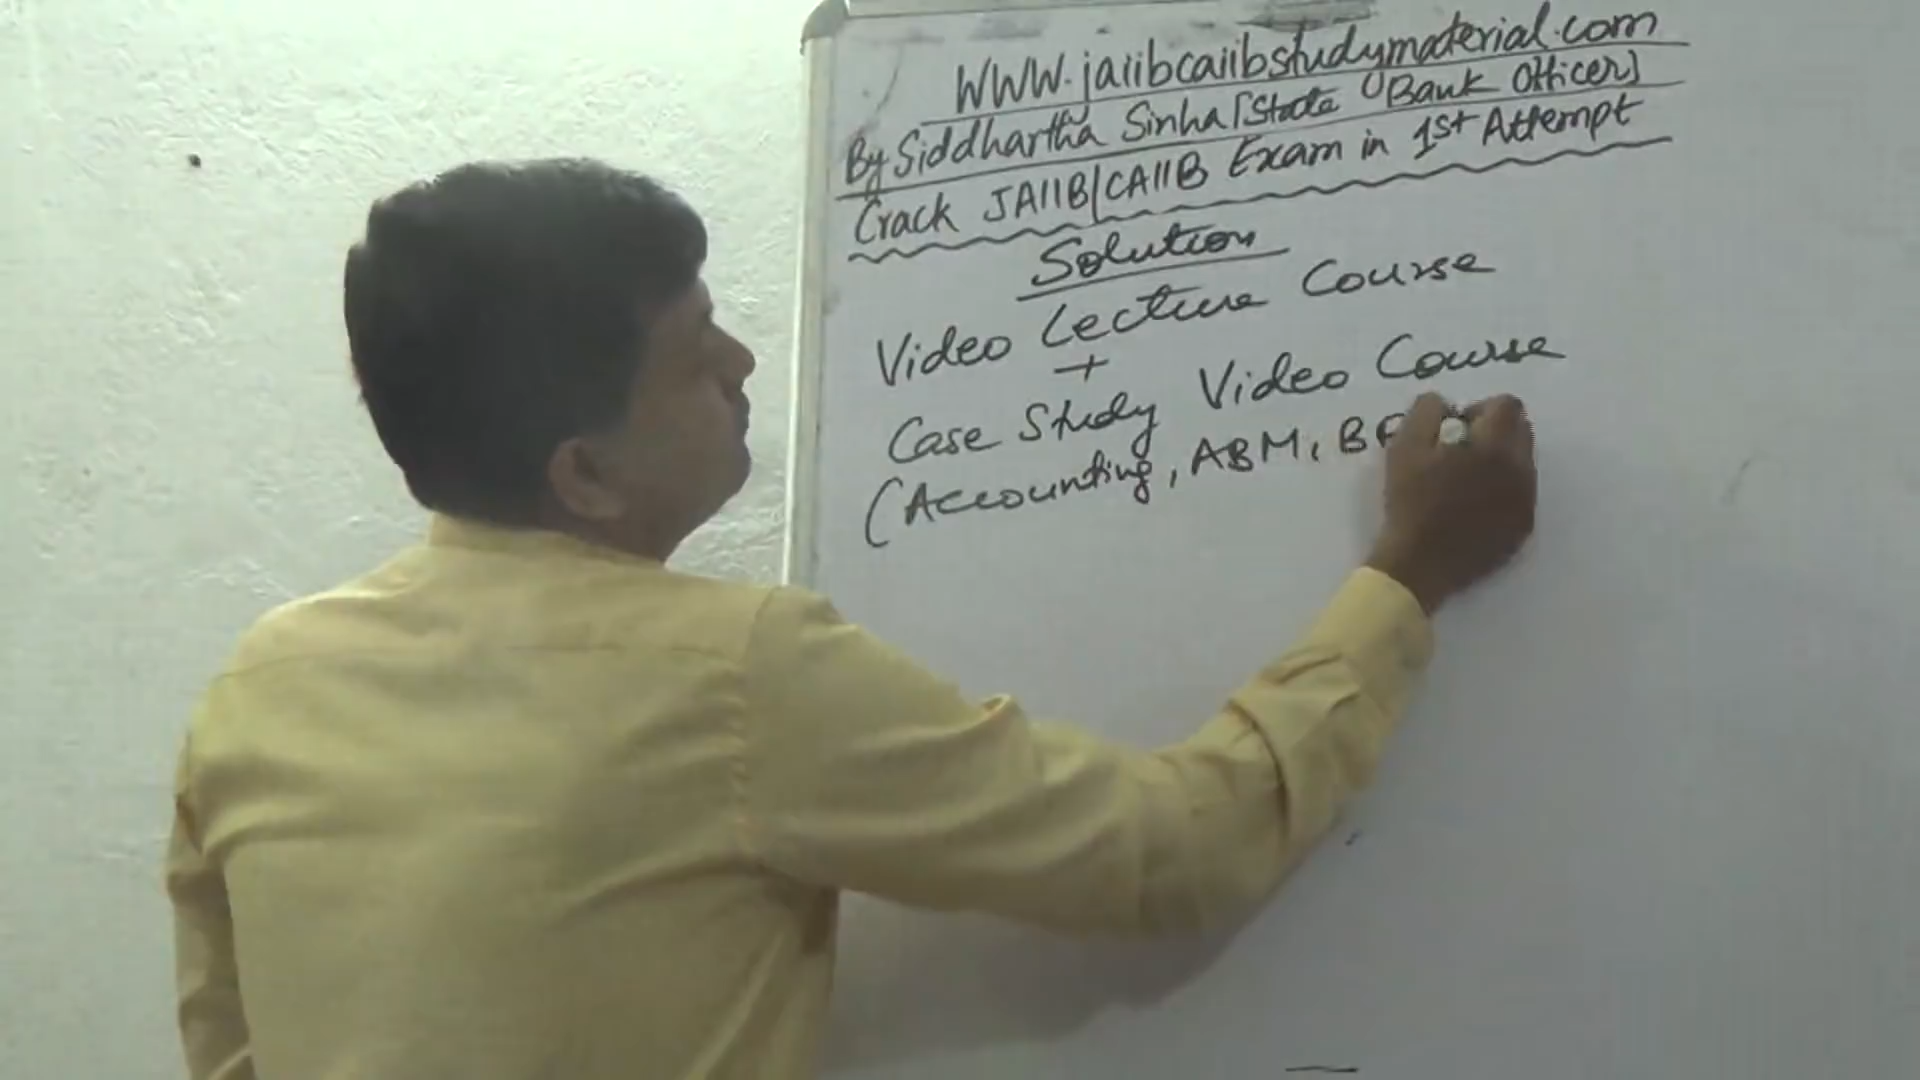 WWW.jaiibcaiibstudymaterial.com
By Siddhartha Sinha [State Bank Officer]
Crack JAIIB/CAIIB Exam in 1st Attempt
Solution
Video Lecture Course
+
Case Study Video Course
(Accounting, ABM, BF